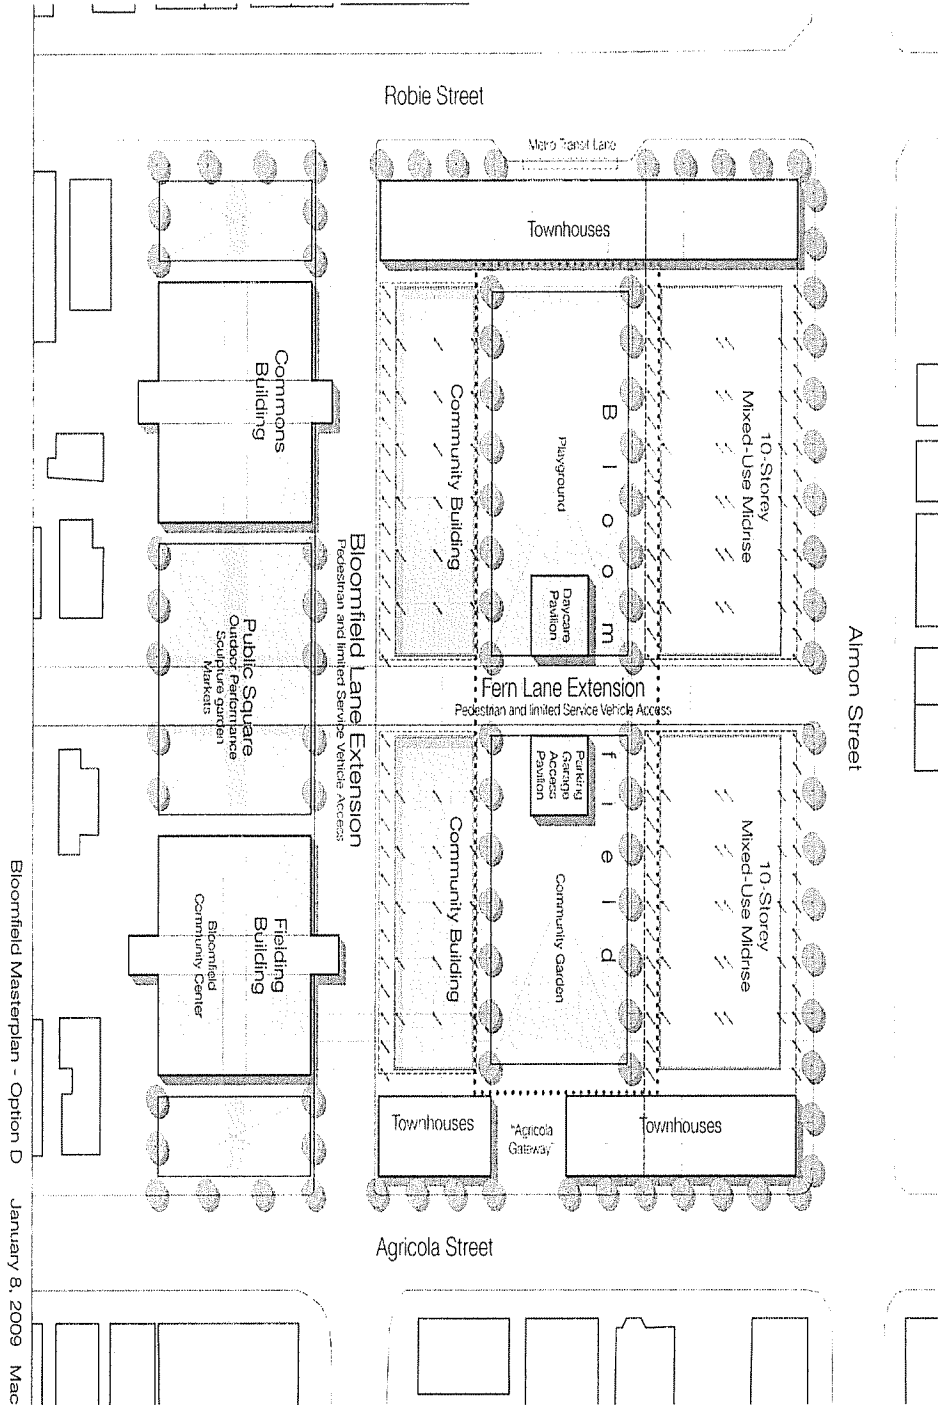 Robie Street
Metro Transit Lane
Townhouses
Commons
Building
Community Building
Playground
Bloom
10-Storey
Mixed-Use Midrise
Daycare
Pavilion
Bloomfield Lane Extension
Pedestrian and limited Service Vehicle Access
Public Square
Outdoor Performance
Sculpture garden
Markets
Fern Lane Extension
Pedestrian and limited Service Vehicle Access
Almon Street
Parking
Garage
Access
Pavilion
field
Community Building
Community Garden
10-Storey
Mixed-Use Midrise
Fielding
Building
Bloomfield
Community Center
Townhouses
"Agricola
Gateway"
Townhouses
Agricola Street
Bloomfield Masterplan - Option D January 8, 2009 Mac